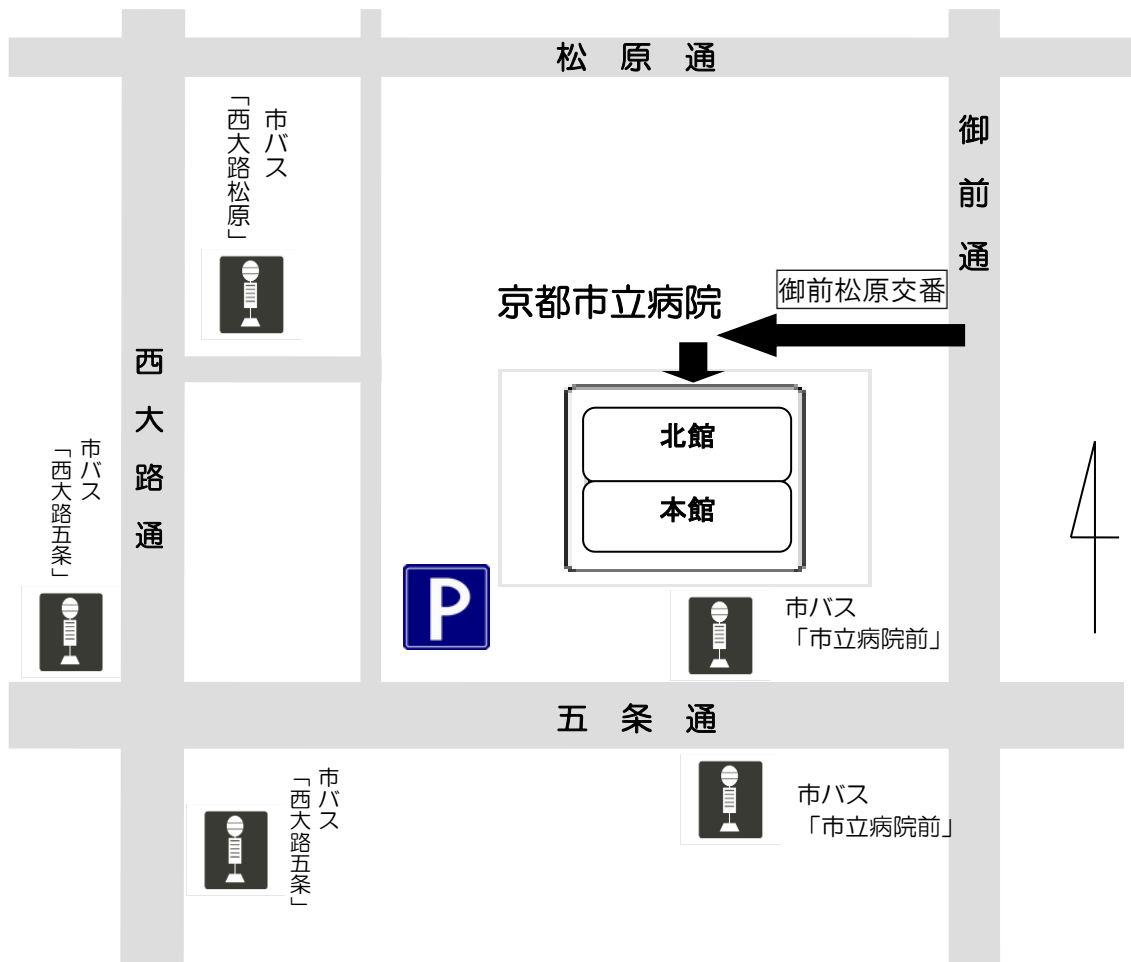 松原通
市バス
「西大路松原」
御前通
御前松原交番
京都市立病院
西大路通
北館
本館
市バス
「西大路五条」
P
市バス
「市立病院前」
五条通
市バス
「西大路五条」
市バス
「市立病院前」